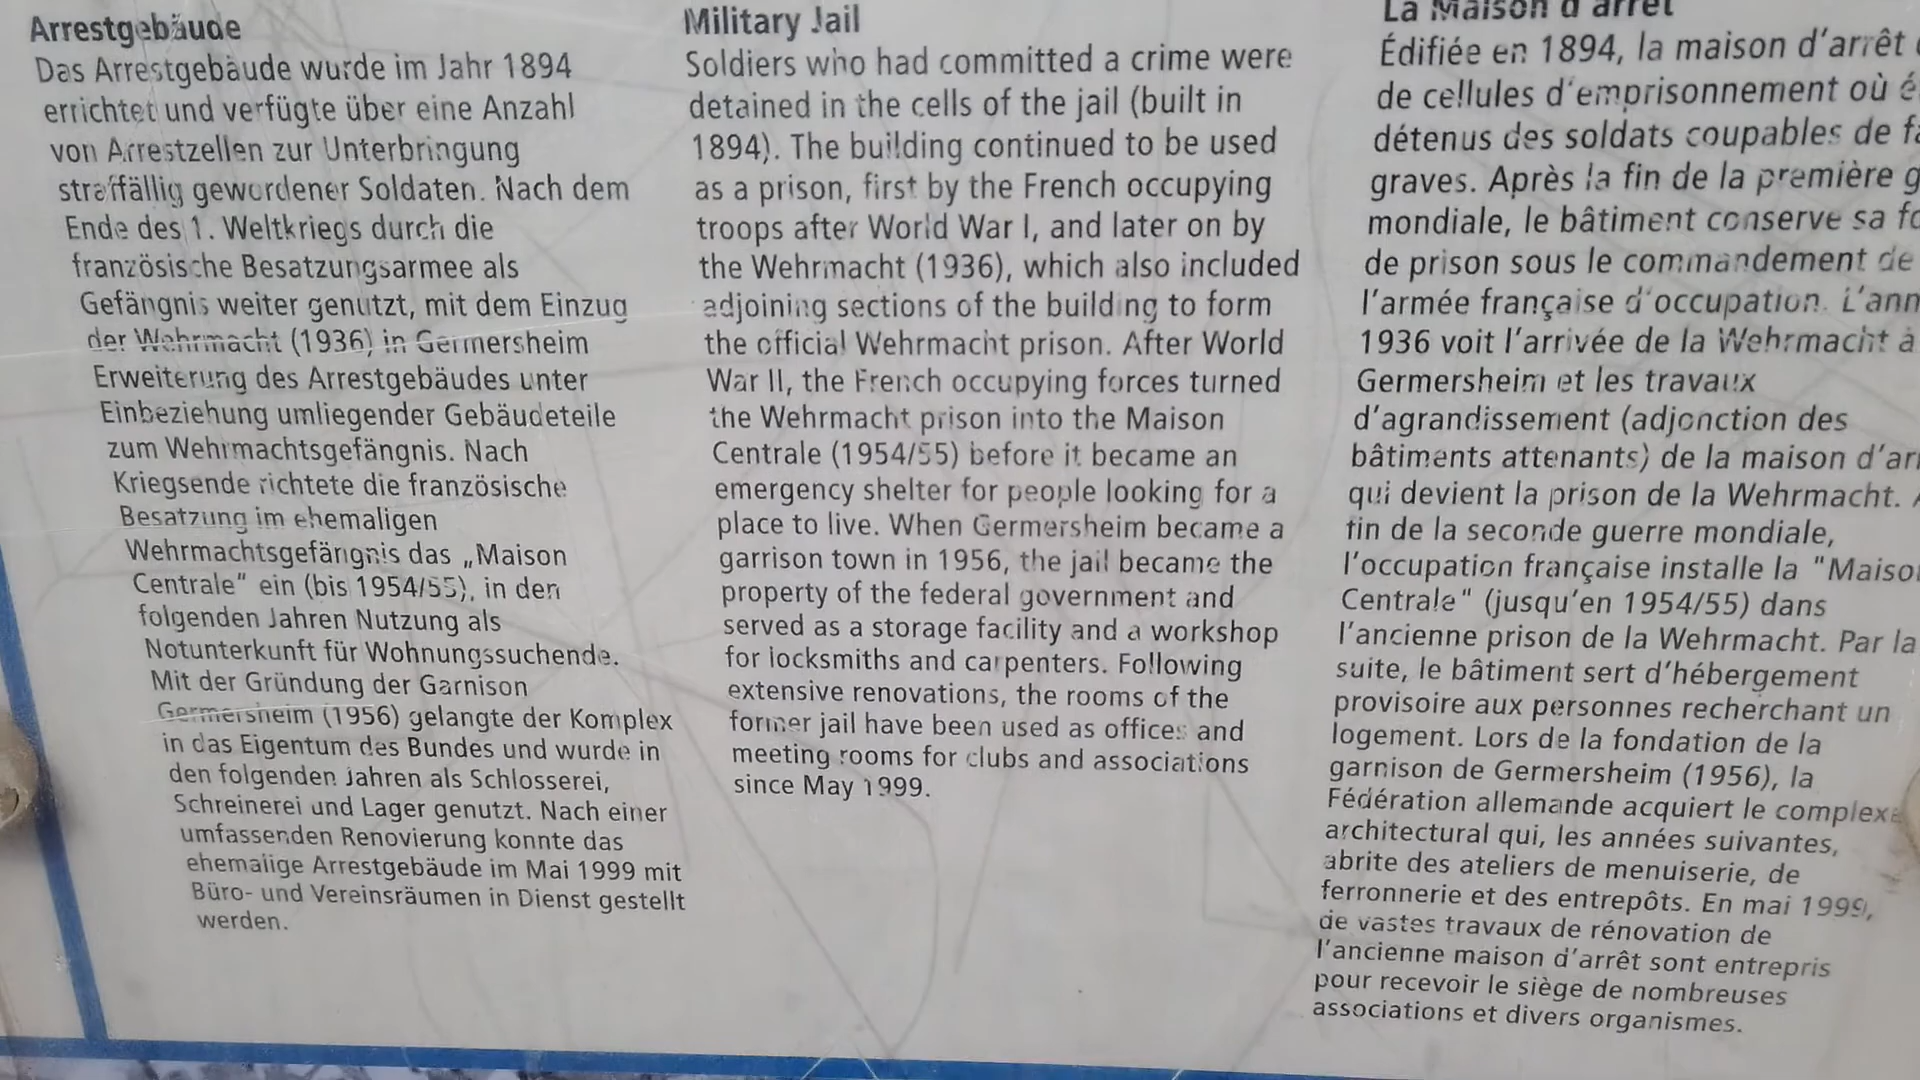 Arrestgebäude
Das Arrestgebäude wurde im Jahr 1894
errichtet und verfügte über eine Anzahl
von Arrestzellen zur Unterbringung
straffällig gewordener Soldaten. Nach dem
Ende des 1. Weltkriegs durch die
französische Besatzungsarmee als
Gefängnis weiter genutzt, mit dem Einzug
der Wehrmacht (1936) in Germersheim
Erweiterung des Arrestgebäudes unter
Einbeziehung umliegender Gebäudeteile
zum Wehrmachtsgefängnis. Nach
Kriegsende richtete die französische
Besatzung im ehemaligen
Wehrmachtsgefängnis das „Maison
Centrale" ein (bis 1954/55), in den
folgenden Jahren Nutzung als
Notunterkunft für Wohnungssuchende.
Mit der Gründung der Garnison
Germersheim (1956) gelangte der Komplex
in das Eigentum des Bundes und wurde in
den folgenden Jahren als Schlosserei,
Schreinerei und Lager genutzt. Nach einer
umfassenden Renovierung konnte das
ehemalige Arrestgebäude im Mai 1999 mit
Büro- und Vereinsräumen in Dienst gestellt
werden.
Military Jail
Soldiers who had committed a crime were
detained in the cells of the jail (built in
1894). The building continued to be used
as a prison, first by the French occupying
troops after World War I, and later on by
the Wehrmacht (1936), which also included
adjoining sections of the building to form
the official Wehrmacht prison. After World
War II, the French occupying forces turned
the Wehrmacht prison into the Maison
Centrale (1954/55) before it became an
emergency shelter for people looking for a
place to live. When Germersheim became a
garrison town in 1956, the jail became the
property of the federal government and
served as a storage facility and a workshop
for locksmiths and carpenters. Following
extensive renovations, the rooms of the
former jail have been used as offices and
meeting rooms for clubs and associations
since May 1999.
La Maison d'arrêt
Édifiée en 1894, la maison d'arrêt
de cellules d'emprisonnement où
détenus des soldats coupables de
graves. Après la fin de la première
mondiale, le bâtiment conserve sa
de prison sous le commandement de
l'armée française d'occupation.
1936 voit l'arrivée de la Wehrmacht à
Germersheim et les travaux
d'agrandissement (adjonction des
bâtiments attenants) de la maison
qui devient la prison de la Wehrmacht.
fin de la seconde guerre mondiale,
l'occupation française installe la
Centrale" (jusqu'en 1954/55) dans
l'ancienne prison de la Wehrmacht. Par la
suite, le bâtiment sert d'hébergement
provisoire aux personnes recherchant un
logement. Lors de la fondation de la
garnison de Germersheim (1956), la
Fédération allemande acquiert le complexe
architectural qui, les années suivantes,
abrite des ateliers de menuiserie, de
ferronnerie et des entrepôts. En mai 1999,
de vastes travaux de rénovation de
l'ancienne maison d'arrêt sont entrepris
pour recevoir le siège de nombreuses
associations et divers organismes.